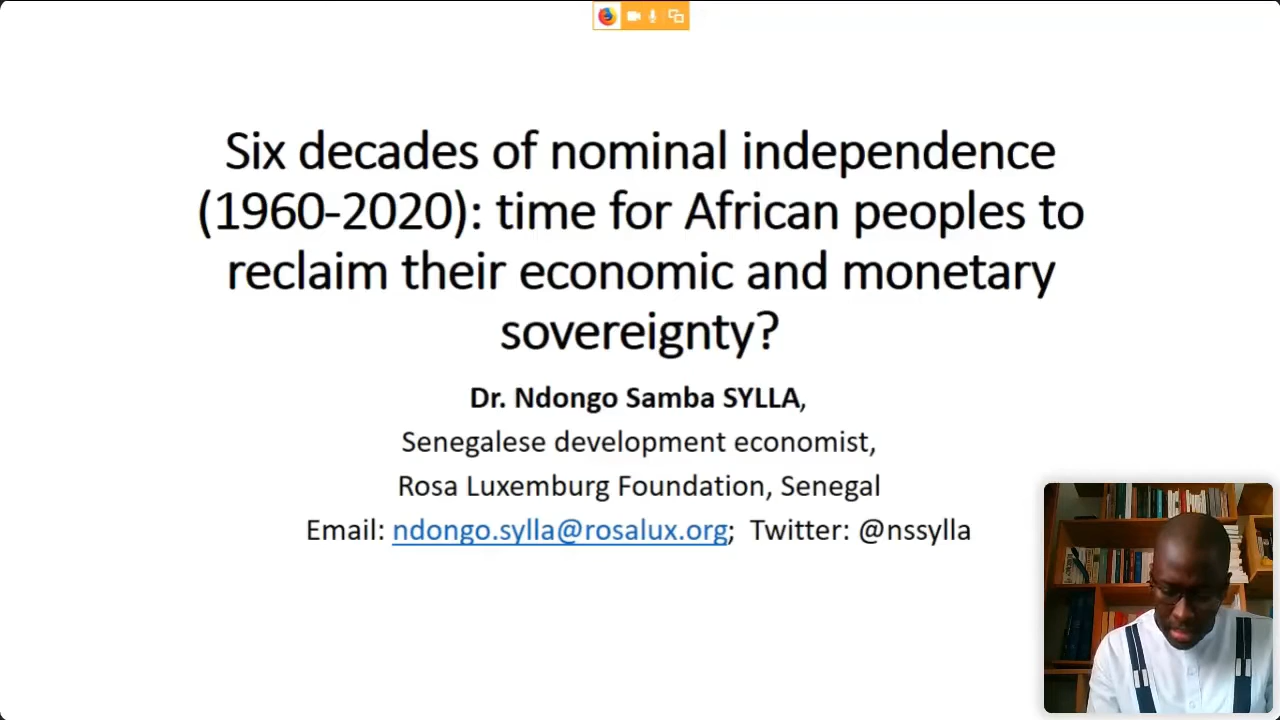 Six decades of nominal independence
(1960-2020): time for African peoples to
reclaim their economic and monetary
sovereignty?
Dr. Ndongo Samba SYLLA,
Senegalese development economist,
Rosa Luxemburg Foundation, Senegal
Email: ndongo.sylla@rosalux.org; Twitter: @nssylla